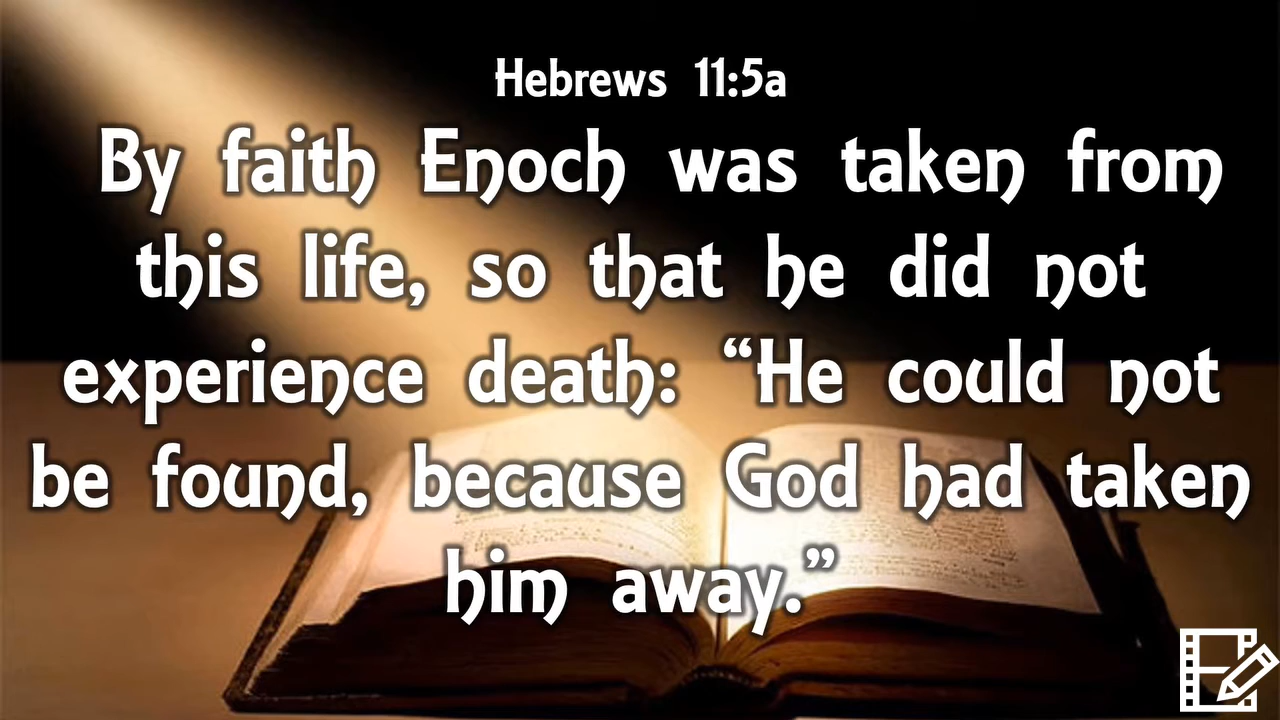 Hebrews 11:5a
By faith Enoch was taken from
this life, so that he did not
experience death: “He could not
be found, because God had taken
him away.”